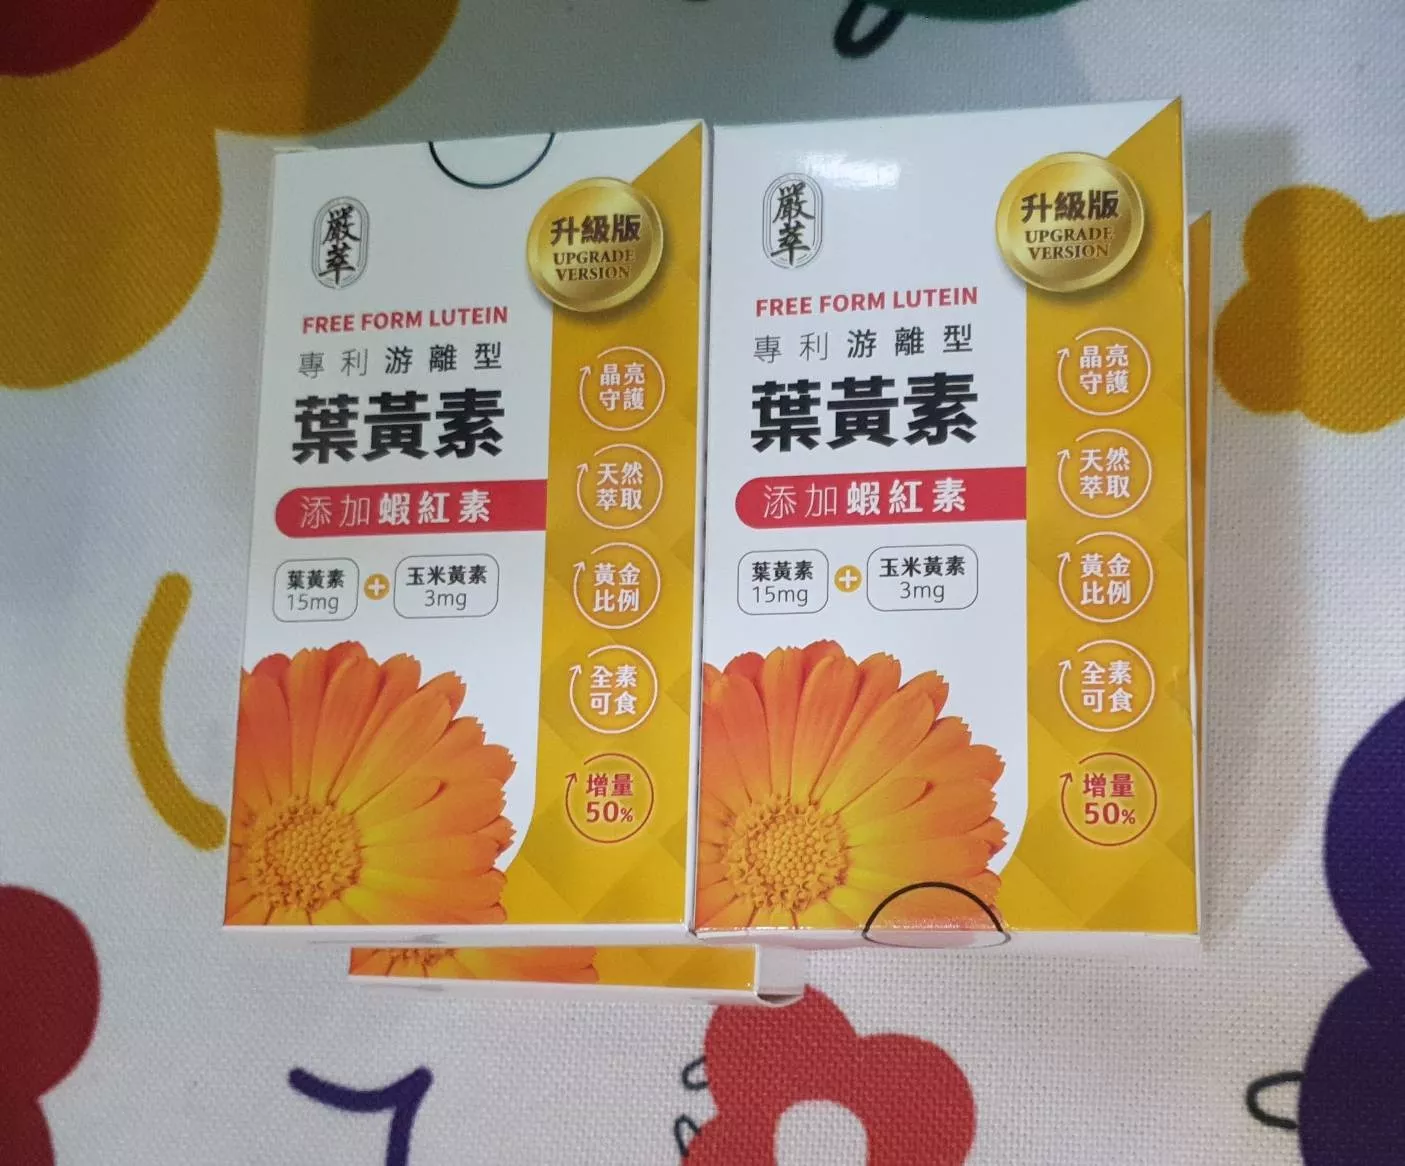 嚴萃
升級版
UPGRADE
VERSION
FREE FORM LUTEIN
專利游離型
葉黃素
添加蝦紅素
葉黃素
15mg
+
玉米黃素
3mg
晶亮
守護
天然
萃取
黃金
比例
全素
可食
增量
50%
嚴萃
升級版
UPGRADE
VERSION
FREE FORM LUTEIN
專利游離型
葉黃素
添加蝦紅素
葉黃素
15mg
+
玉米黃素
3mg
晶亮
守護
天然
萃取
黃金
比例
全素
可食
增量
50%